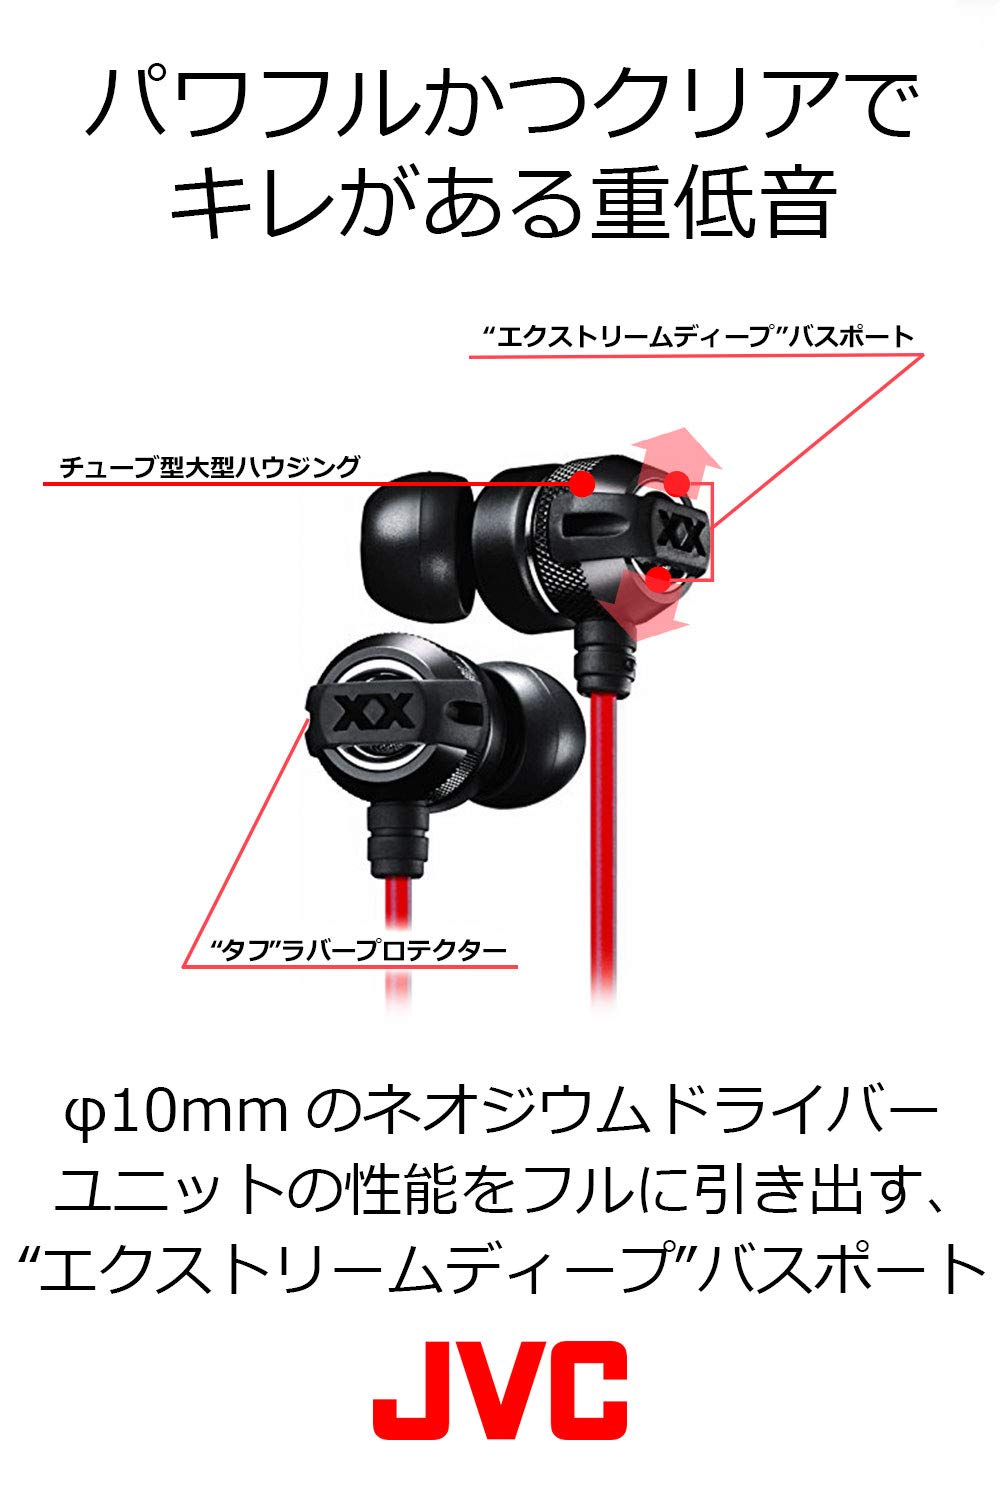 パワフルかつクリアで
キレがある重低音
“エクストリームディープ”バスポート
チューブ型大型ハウジング
XX
XX
“タフ”ラバープロテクター
φ10mm のネオジウムドライバー
ユニットの性能をフルに引き出す、
“エクストリームディープ”バスポート
JVC